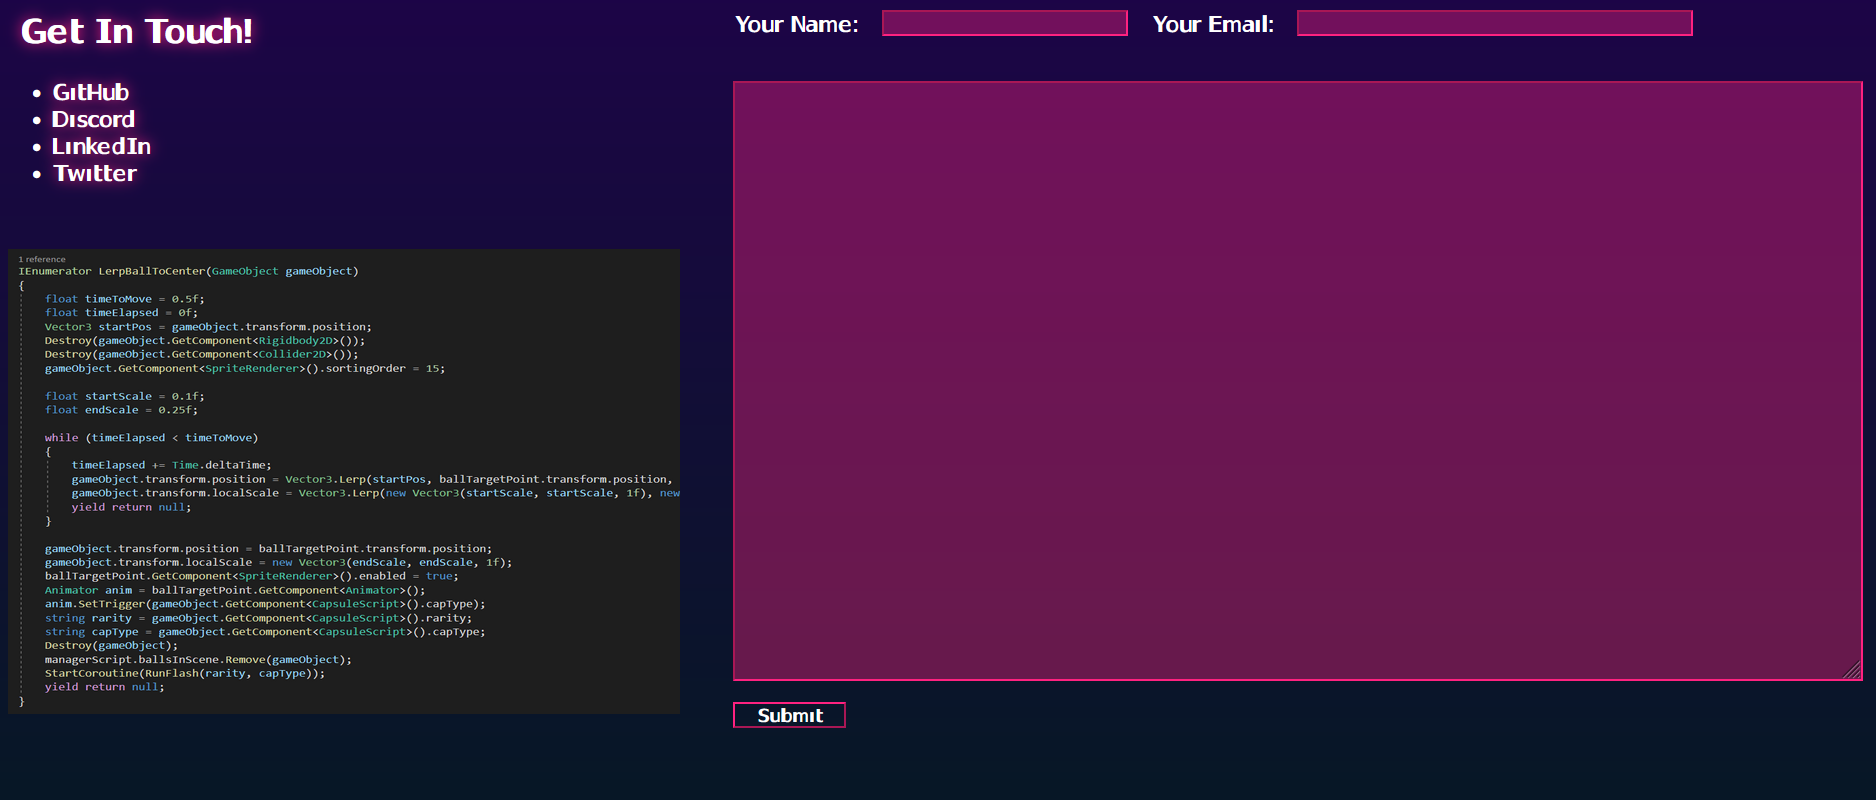 Get In Touch!
GitHub
Discord
LinkedIn
Twitter
1 reference
IEnumerator LerpBallToCenter(GameObject gameObject)
{
float timeToMove = 0.5f;
float timeElapsed = 0f;
Vector3 startPos = gameObject.transform.position;
Destroy(gameObject.GetComponent<Rigidbody2D>());
Destroy(gameObject.GetComponent<Collider2D>());
gameObject.GetComponent<SpriteRenderer>().sortingOrder = 15;
float startScale = 0.1f;
float endScale = 0.25f;
while (timeElapsed < timeToMove)
{
timeElapsed += Time.deltaTime;
gameObject.transform.position = Vector3.Lerp(startPos, ballTargetPoint.transform.position,
gameObject.transform.localScale = Vector3.Lerp(new Vector3(startScale, startScale, 1f), new
yield return null;
}
gameObject.transform.position = ballTargetPoint.transform.position;
gameObject.transform.localScale = new Vector3(endScale, endScale, 1f);
ballTargetPoint.GetComponent<SpriteRenderer>().enabled = true;
Animator anim = ballTargetPoint.GetComponent<Animator>();
anim.SetTrigger(gameObject.GetComponent<CapsuleScript>().capType);
string rarity = gameObject.GetComponent<CapsuleScript>().rarity;
string capType = gameObject.GetComponent<CapsuleScript>().capType;
Destroy(gameObject);
managerScript.ballsInScene.Remove(gameObject);
StartCoroutine(RunFlash(rarity, capType));
yield return null;
}
Your Name:
Your Email:
Submit